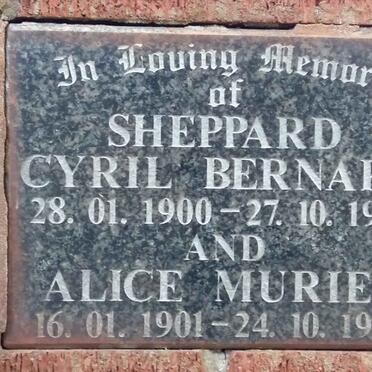 In Loving Memor
of
SHEPPARD
CYRIL BERNAR
28. 01. 1900 – 27. 10. 19
AND
ALICE MURIE
16. 01. 1901 – 24. 10. 19